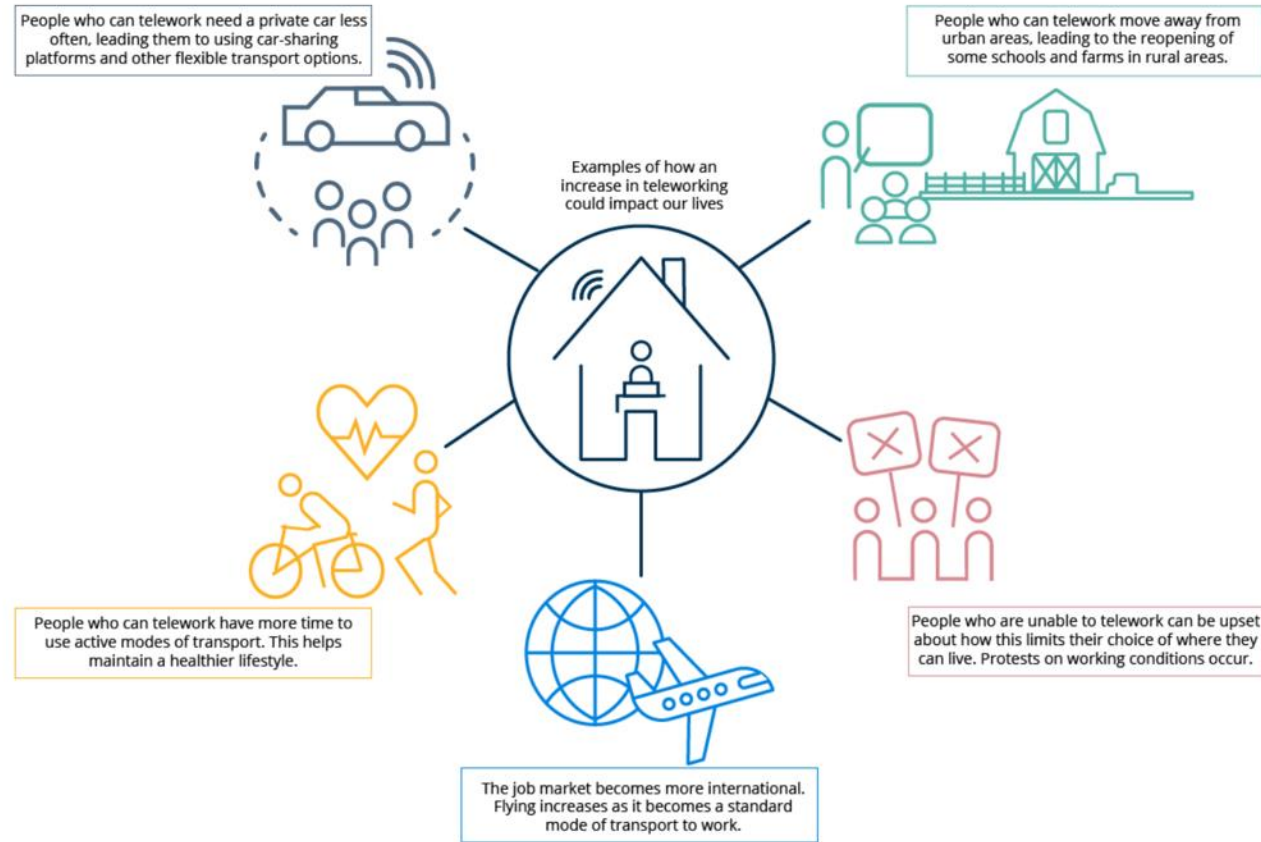 People who can telework need a private car less
often, leading them to using car-sharing
platforms and other flexible transport options.
People who can telework move away from
urban areas, leading to the reopening of
some schools and farms in rural areas.
Examples of how an
increase in teleworking
could impact our lives
People who can telework have more time to
use active modes of transport. This helps
maintain a healthier lifestyle.
People who are unable to telework can be upset
about how this limits their choice of where they
can live. Protests on working conditions occur.
The job market becomes more international.
Flying increases as it becomes a standard
mode of transport to work.